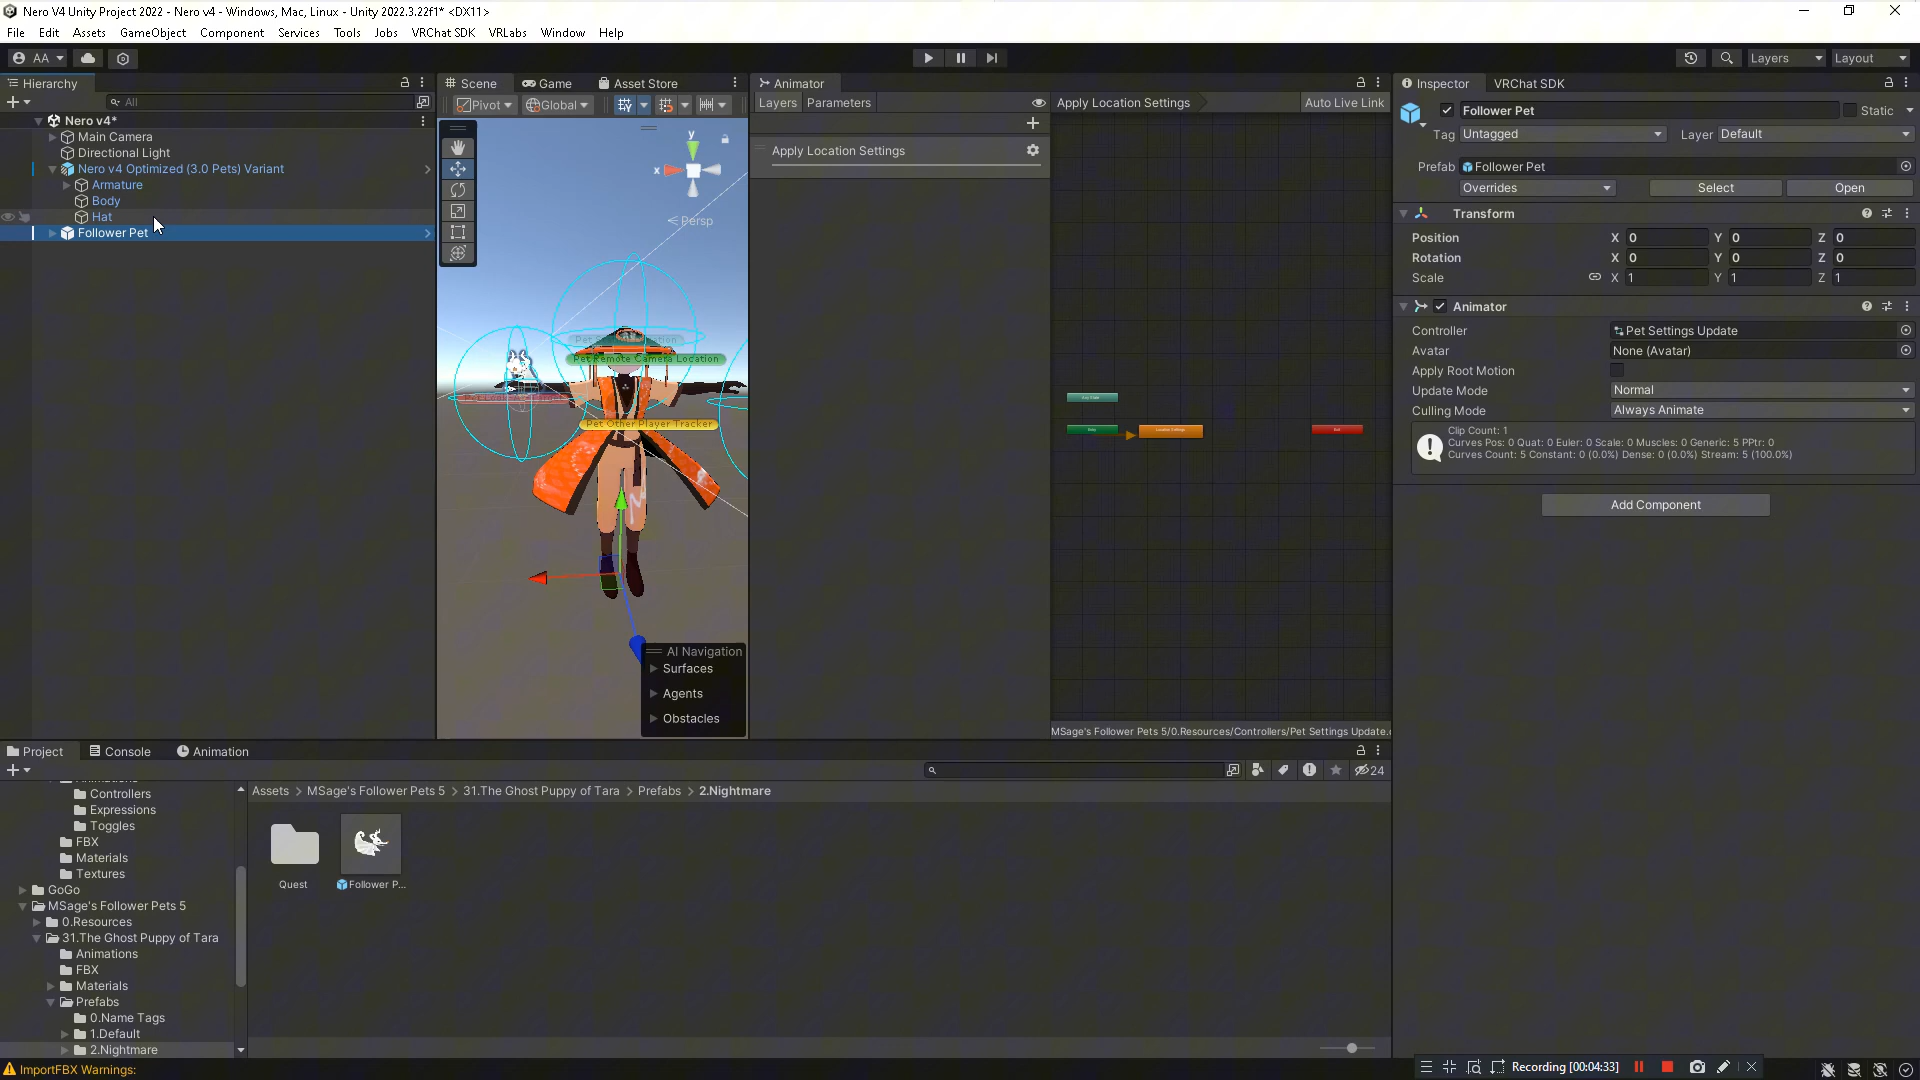 Nero V4 Unity Project 2022 - Nero v4 - Windows, Mac, Linux - Unity 2022.3.22f1* <DX11>
File Edit Assets GameObject Component Services Tools Jobs VRChat SDK VRLabs Window Help
AA
Layers
Layout
Hierarchy
All
Nero v4*
Main Camera
Directional Light
Nero v4 Optimized (3.0 Pets) Variant
Armature
Body
Hat
Follower Pet
Scene
Game
Asset Store
Pivot
Global
y
x
Persp
Pet Remote Camera Location
Pet Other Player Tracker
AI Navigation
Surfaces
Agents
Obstacles
Animator
Layers Parameters
Apply Location Settings
Auto Live Link
Apply Location Settings
Any State
Entry
Location Settings
Exit
MSage's Follower Pets 5/0.Resources/Controllers/Pet Settings Update.c
Inspector
VRChat SDK
Follower Pet
Static
Tag Untagged
Layer Default
Prefab Follower Pet
Overrides
Select
Open
Transform
Position X 0 Y 0 Z 0
Rotation X 0 Y 0 Z 0
Scale X 1 Y 1 Z 1
Animator
Controller Pet Settings Update
Avatar None (Avatar)
Apply Root Motion
Update Mode Normal
Culling Mode Always Animate
Clip Count: 1
Curves Pos: 0 Quat: 0 Euler: 0 Scale: 0 Muscles: 0 Generic: 5 PPtr: 0
Curves Count: 5 Constant: 0 (0.0%) Dense: 0 (0.0%) Stream: 5 (100.0%)
Add Component
Project
Console
Animation
24
Animations
Controllers
Expressions
Toggles
FBX
Materials
Textures
GoGo
MSage's Follower Pets 5
0.Resources
31.The Ghost Puppy of Tara
Animations
FBX
Materials
Prefabs
0.Name Tags
1.Default
2.Nightmare
Assets > MSage's Follower Pets 5 > 31.The Ghost Puppy of Tara > Prefabs > 2.Nightmare
Quest
Follower P...
ImportFBX Warnings:
Recording [00:04:33]